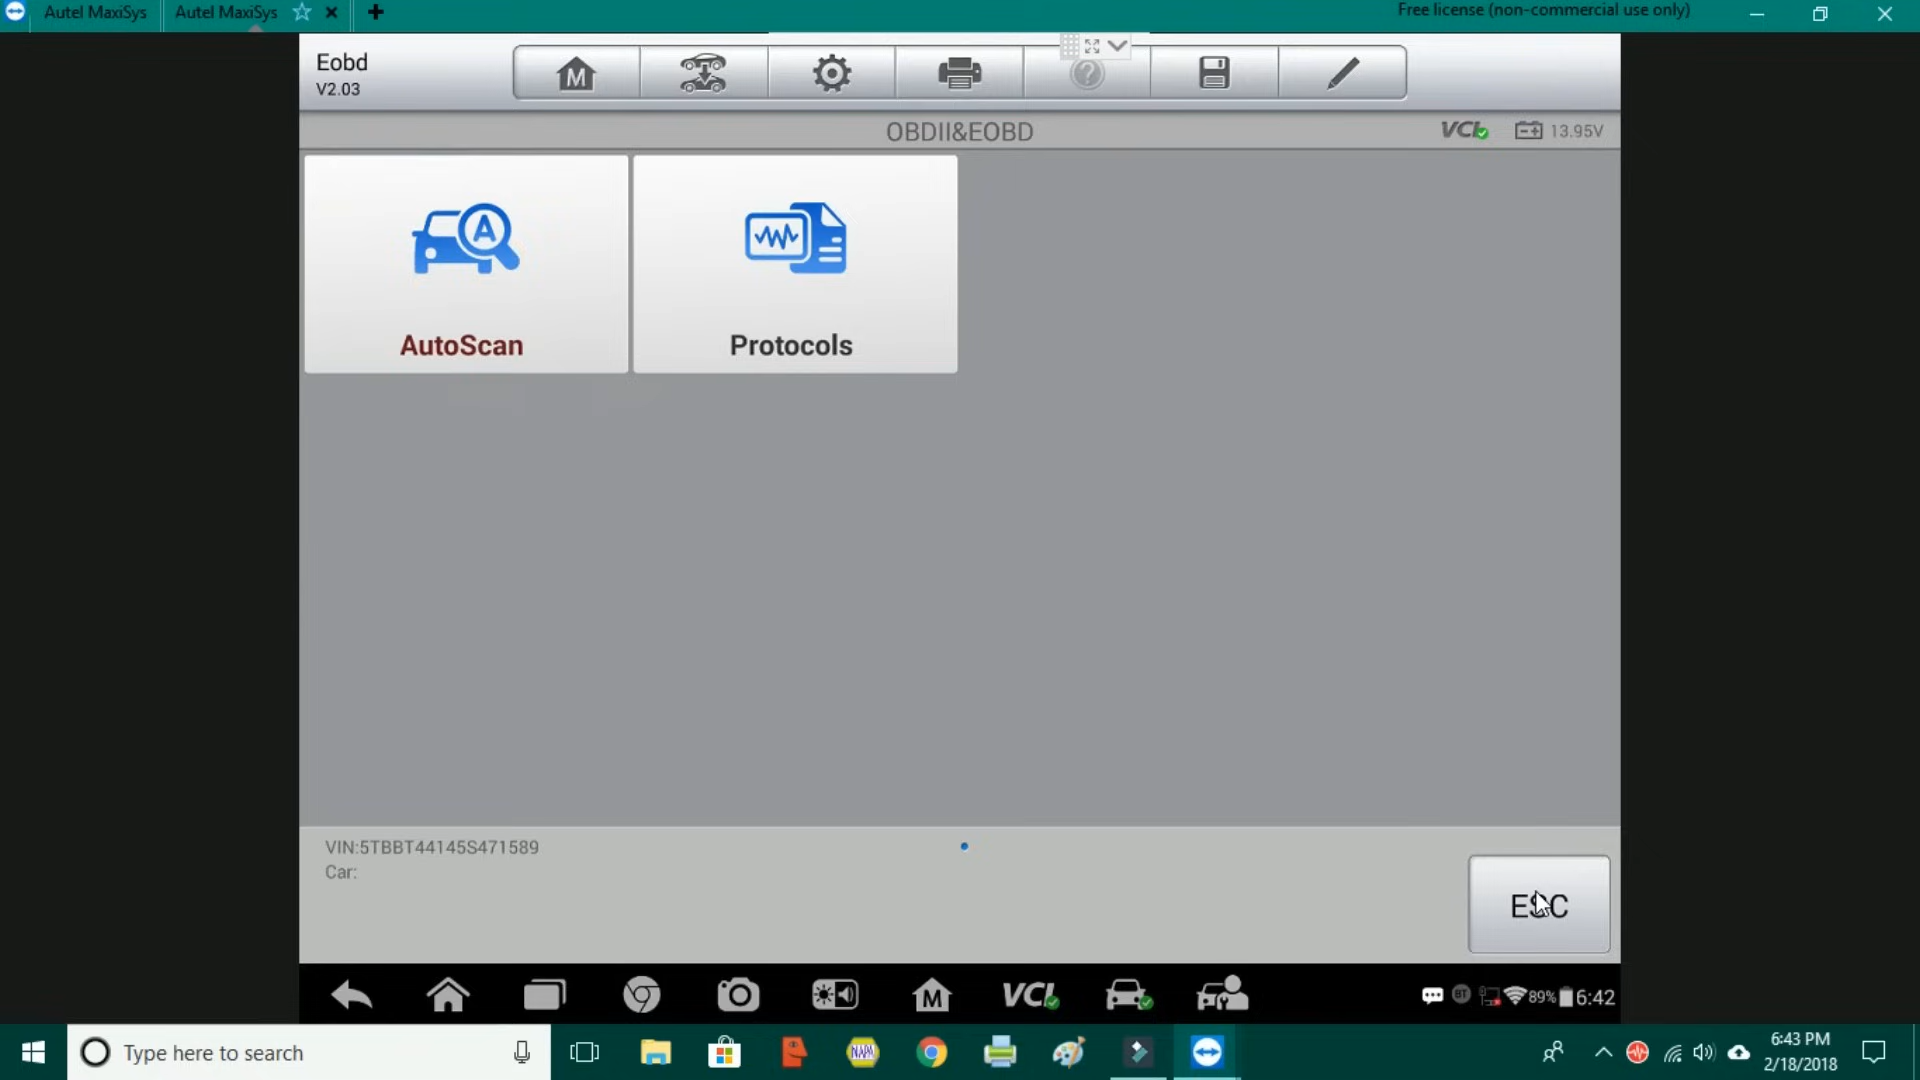 Autel MaxiSys
Autel MaxiSys
Free license (non-commercial use only)
Eobd
V2.03
M
?
OBDII&EOBD
VCI
13.95V
A
AutoScan
Protocols
VIN:5TBBT44145S471589
Car:
ESC
M
VCI
BT
89%
6:42
Type here to search
NAPA
6:43 PM
2/18/2018